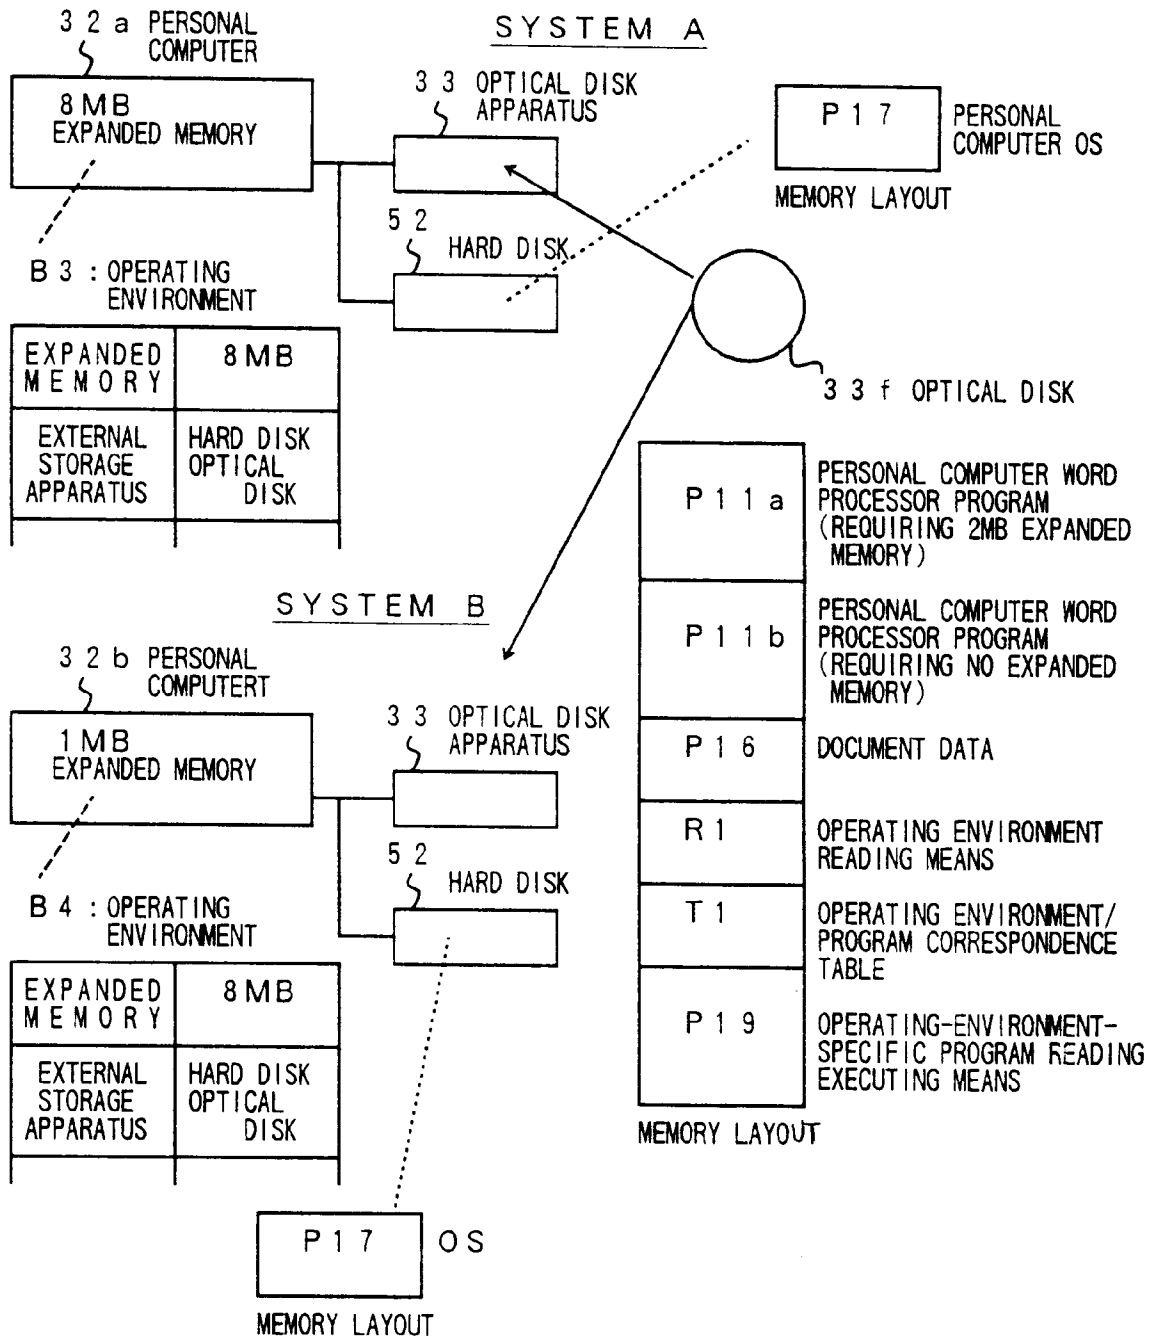 SYSTEM A
32a PERSONAL
COMPUTER
8MB
EXPANDED MEMORY
33 OPTICAL DISK
APPARATUS
P17
PERSONAL
COMPUTER OS
MEMORY LAYOUT
52
HARD DISK
B3:OPERATING
ENVIRONMENT
EXPANDED
MEMORY
8MB
EXTERNAL
STORAGE
APPARATUS
HARD DISK
OPTICAL
DISK
33f OPTICAL DISK
P11a
PERSONAL COMPUTER WORD
PROCESSOR PROGRAM
(REQUIRING 2MB EXPANDED
MEMORY)
P11b
PERSONAL COMPUTER WORD
PROCESSOR PROGRAM
(REQUIRING NO EXPANDED
MEMORY)
P16
DOCUMENT DATA
R1
OPERATING ENVIRONMENT
READING MEANS
T1
OPERATING ENVIRONMENT/
PROGRAM CORRESPONDENCE
TABLE
P19
OPERATING-ENVIRONMENT-
SPECIFIC PROGRAM READING
EXECUTING MEANS
MEMORY LAYOUT
SYSTEM B
32b PERSONAL
COMPUTERT
1MB
EXPANDED MEMORY
33 OPTICAL DISK
APPARATUS
52
HARD DISK
B4:OPERATING
ENVIRONMENT
EXPANDED
MEMORY
8MB
EXTERNAL
STORAGE
APPARATUS
HARD DISK
OPTICAL
DISK
P17
OS
MEMORY LAYOUT